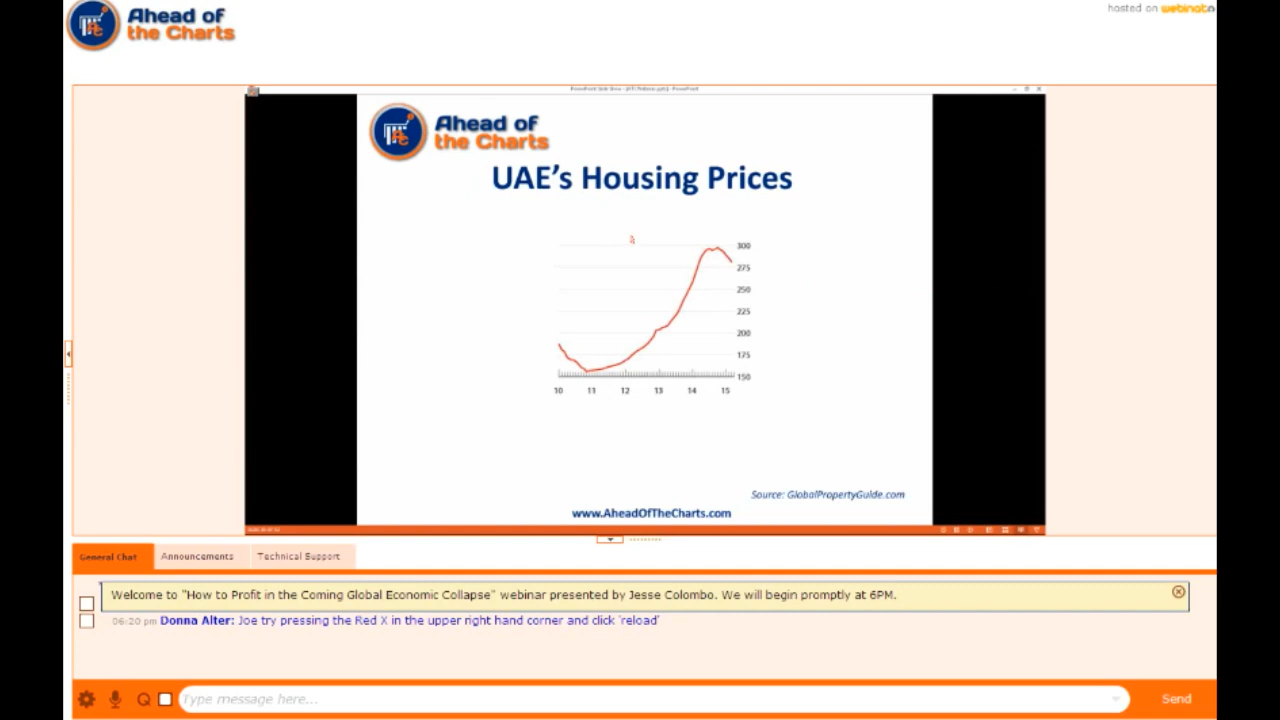 Ahead of
the Charts
hosted on
Ahead of
the Charts
UAE's Housing Prices
300
275
250
225
200
175
150
10 11 12 13 14 15
Source: GlobalPropertyGuide.com
www.AheadOfTheCharts.com
General Chat Announcements Technical Support
Welcome to "How to Profit in the Coming Global Economic Collapse" webinar presented by Jesse Colombo. We will begin promptly at 6PM.
06:20 pm Donna Alter: Joe try pressing the Red X in the upper right hand corner and click 'reload'
Type message here...
Send